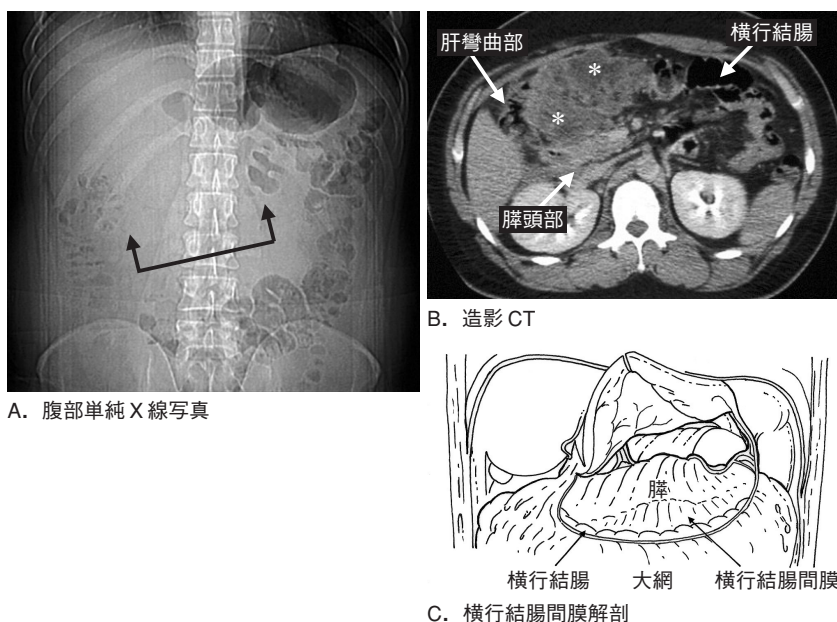 肝彎曲部
横行結腸
*
*
膵頭部
B. 造影 CT
A. 腹部単純 X 線写真
膵
横行結腸
大網
横行結腸間膜
C. 横行結腸間膜解剖